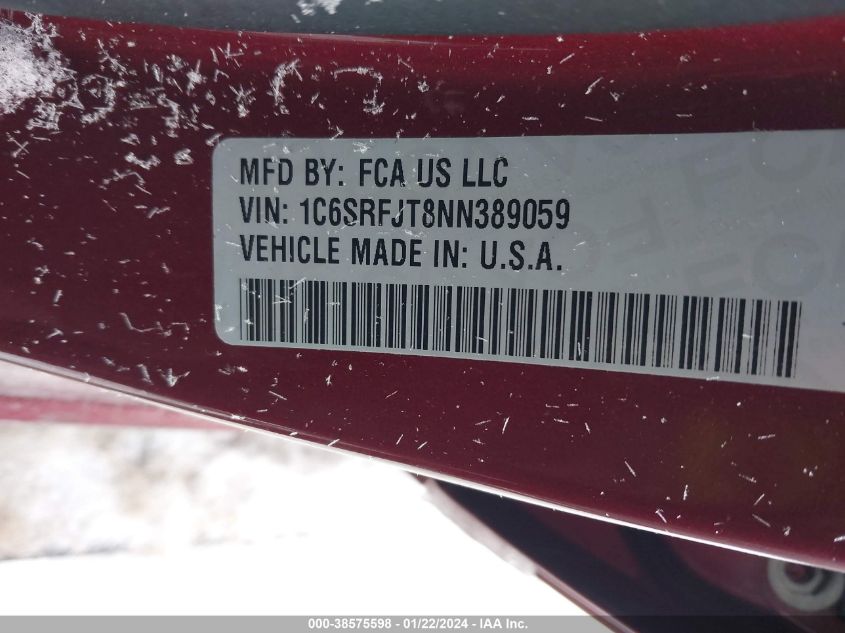 MFD BY: FCA US LLC
VIN: 1C6SRFJT8NN389059
VEHICLE MADE IN: U.S.A.
000-38575598 - 01/22/2024 - IAA Inc.